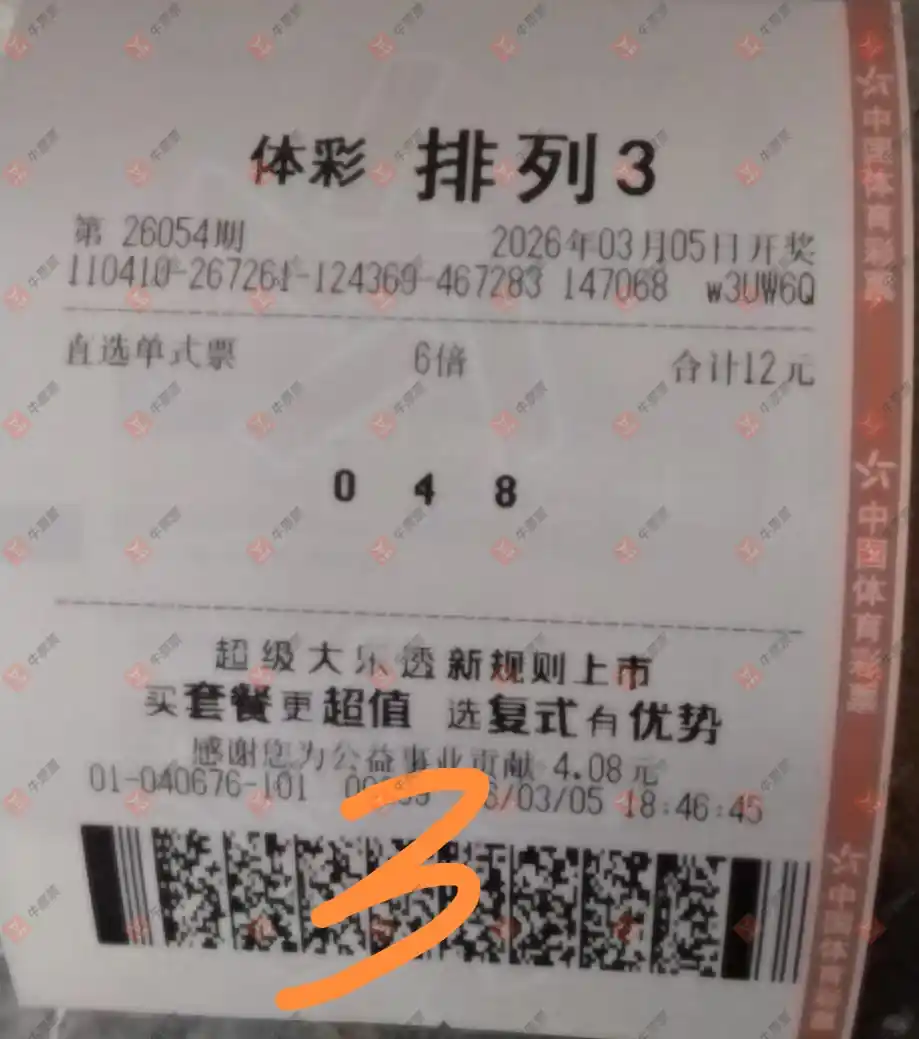 体彩 排列3
第 26054期 2026年03月05日开奖
110410-267261-124369-467283 147068 w3UW6Q
直选单式票 6倍 合计12元
0 4 8
超级大乐透新规则上市
买套餐更超值 选复式有优势
感谢您为公益事业贡献 4.08元
01-040676-101 6/03/05 18:46:45
3
中国体育彩票
中国体育彩票
中国体育彩票